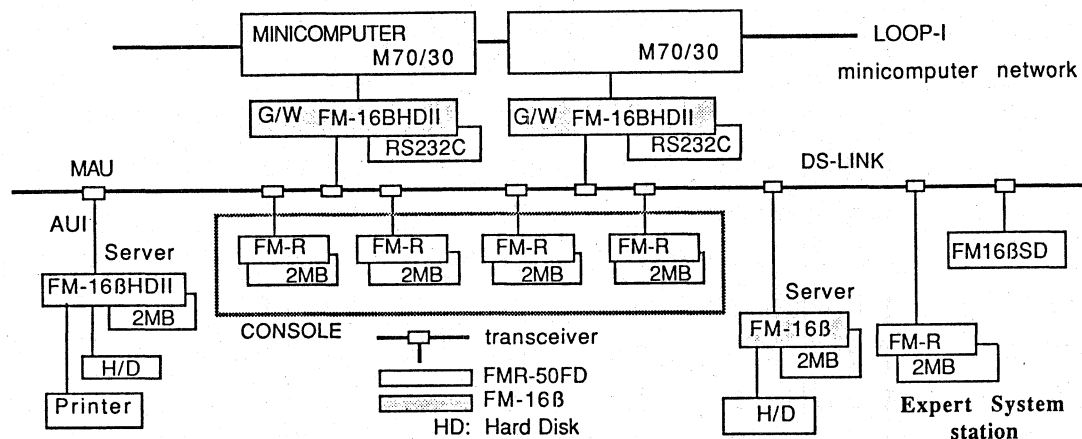 MINICOMPUTER
M70/30
M70/30
LOOP-I
minicomputer network
G/W FM-16BHDII
RS232C
G/W FM-16BHDII
RS232C
MAU
DS-LINK
AUI
Server
FM-16ßHDII
2MB
H/D
Printer
FM-R
2MB
FM-R
2MB
FM-R
2MB
FM-R
2MB
CONSOLE
transceiver
FMR-50FD
FM-16ß
HD: Hard Disk
Server
FM-16ß
2MB
H/D
FM16ßSD
FM-R
2MB
Expert System
station